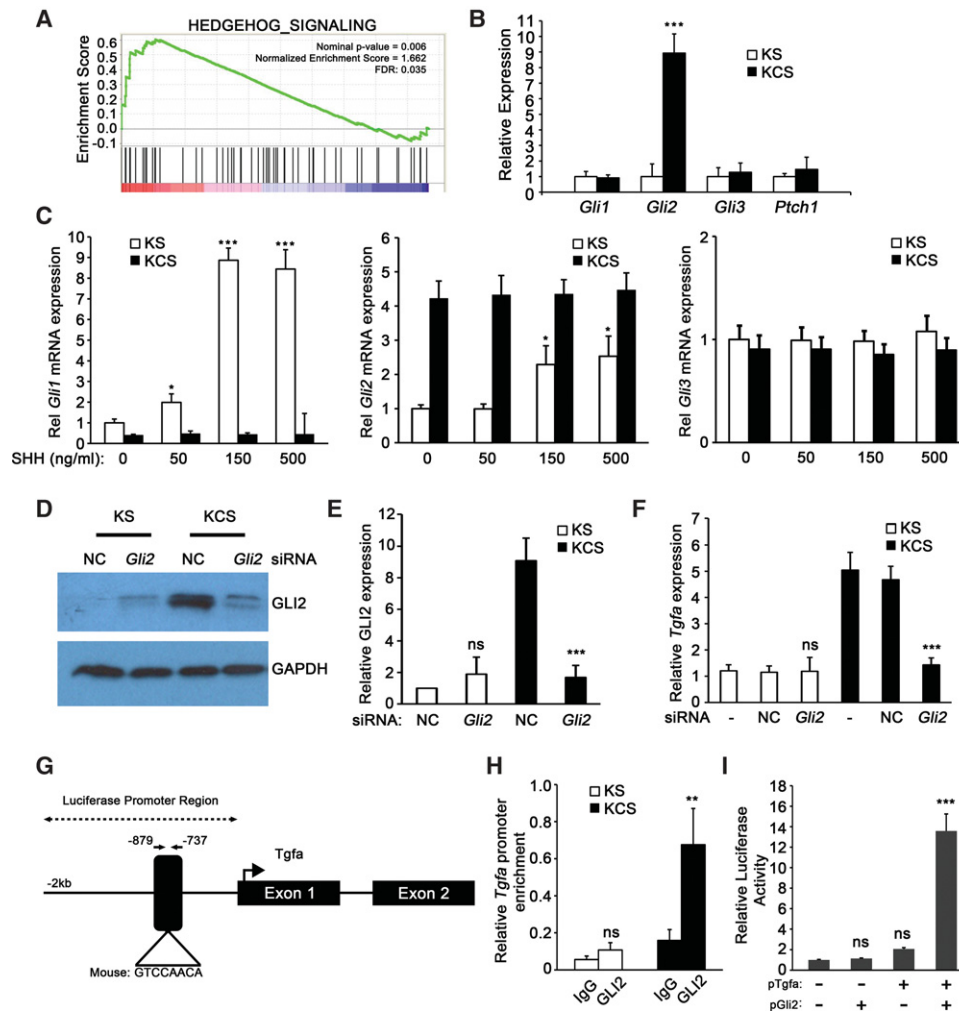 A
HEDGEHOG_SIGNALING
Enrichment Score
0.6
0.5
0.4
0.3
0.2
0.1
0.0
-0.1
Nominal p-value = 0.006
Normalized Enrichment Score = 1.662
FDR: 0.035
B
Relative Expression
11
10
9
8
7
6
5
4
3
2
1
0
***
KS
KCS
Gli1 Gli2 Gli3 Ptch1
C
Rel Gli1 mRNA expression
10
9
8
7
6
5
4
3
2
1
0
KS
KCS
*
***
***
SHH (ng/ml): 0 50 150 500
Rel Gli2 mRNA expression
6
5
4
3
2
1
0
KS
KCS
*
*
0 50 150 500
Rel Gli3 mRNA expression
2
1
0
KS
KCS
0 50 150 500
D
KS KCS
NC Gli2 NC Gli2 siRNA
GLI2
GAPDH
E
Relative GLI2 expression
12
10
8
6
4
2
0
KS
KCS
ns
***
siRNA: NC Gli2 NC Gli2
F
Relative Tgfa expression
7
6
5
4
3
2
1
0
KS
KCS
ns
***
siRNA - NC Gli2 - NC Gli2
G
Luciferase Promoter Region
-879 -737
Tgfa
-2kb
Exon 1 Exon 2
Mouse: GTCCAACA
H
Relative Tgfa promoter
enrichment
1.0
0.8
0.6
0.4
0.2
0
KS
KCS
ns
**
IgG GLI2 IgG GLI2
I
Relative Luciferase
Activity
18
16
14
12
10
8
6
4
2
0
ns
ns
***
pTgfa: - - + +
pGli2: - + - +